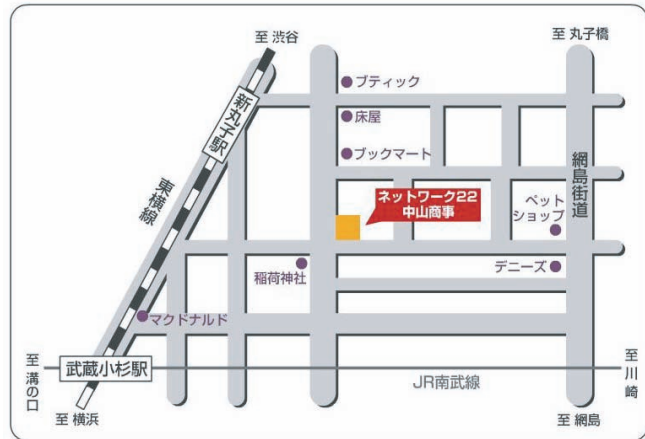 至 渋谷
至 丸子橋
ブティック
新丸子駅
床屋
東横線
ブックマート
網島街道
ネットワーク22
中山商事
ペット
ショップ
稲荷神社
デニーズ
マクドナルド
至 溝の口
武蔵小杉駅
JR南武線
至 川崎
至 横浜
至 網島